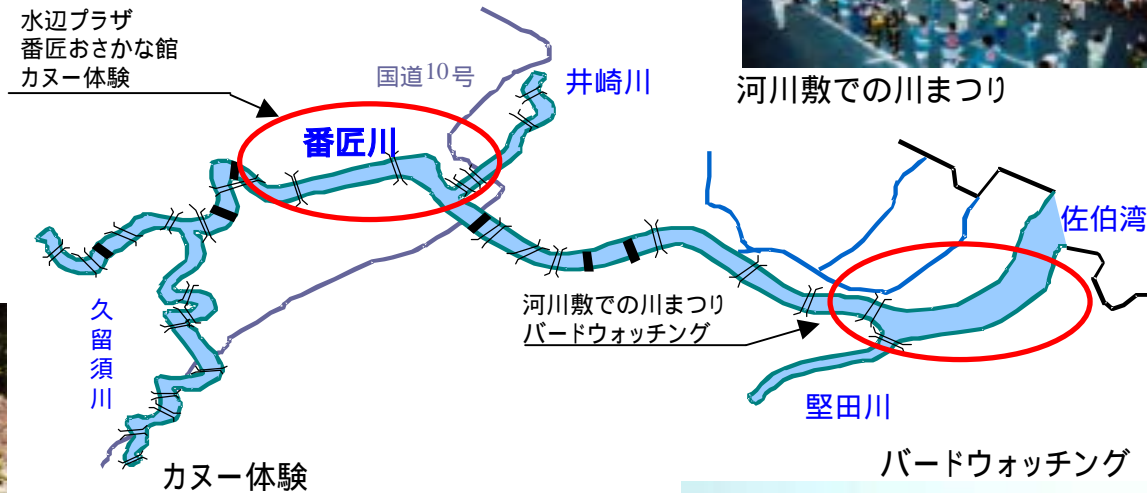 水辺プラザ
番匠おさかな館
カヌー体験
国道10号
井崎川
河川敷での川まつり
番匠川
佐伯湾
久留須川
河川敷での川まつり
バードウォッチング
堅田川
カヌー体験
バードウォッチング